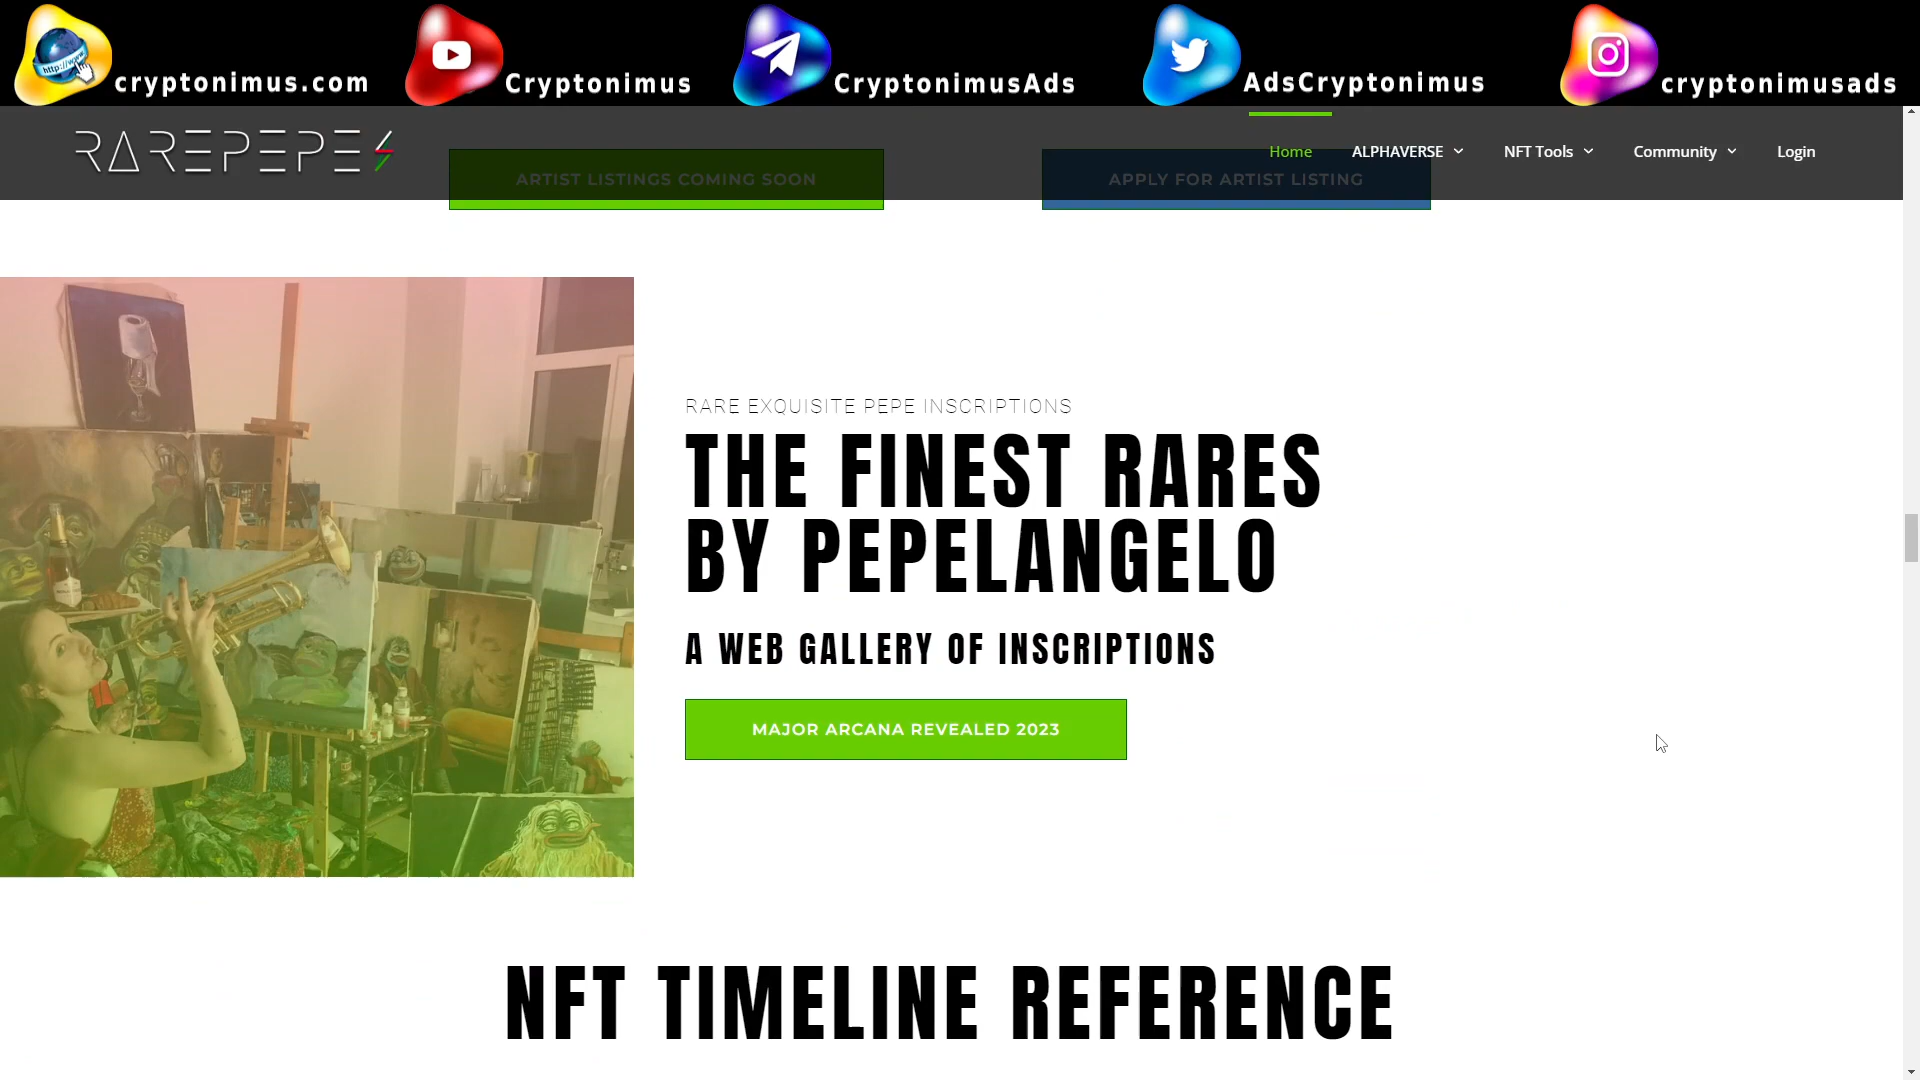 cryptonimus.com
Cryptonimus
CryptonimusAds
AdsCryptonimus
cryptonimusads
RAREPEPES
Home
ALPHAVERSE
NFT Tools
Community
Login
ARTIST LISTINGS COMING SOON
APPLY FOR ARTIST LISTING
RARE EXQUISITE PEPE INSCRIPTIONS
THE FINEST RARES
BY PEPELANGELO
A WEB GALLERY OF INSCRIPTIONS
MAJOR ARCANA REVEALED 2023
NFT TIMELINE REFERENCE